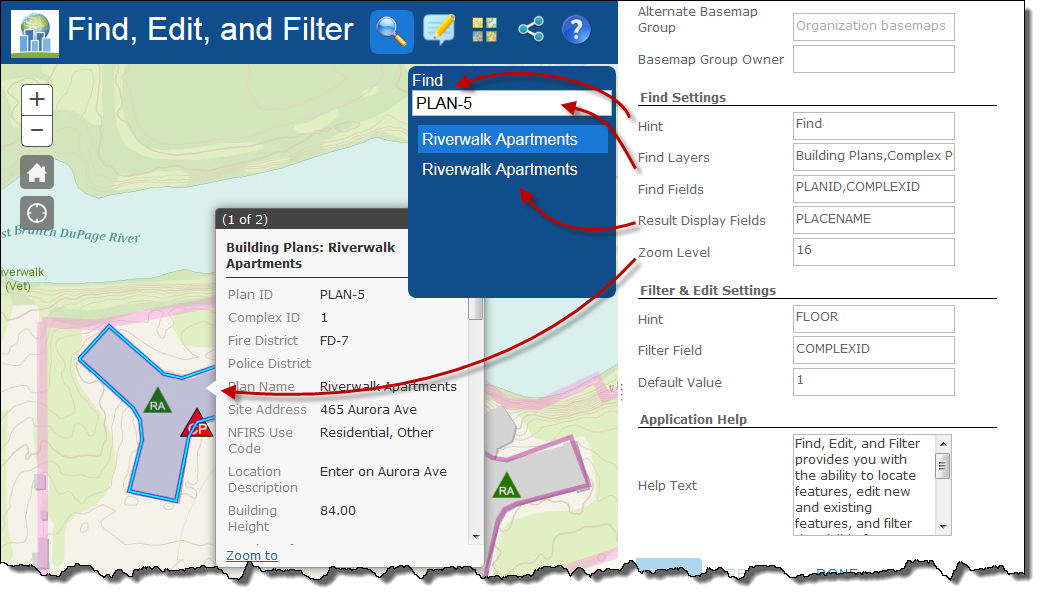 Find, Edit, and Filter
Find
PLAN-5
Riverwalk Apartments
Riverwalk Apartments
st Branch DuPage River
iverwalk
(Vet)
(1 of 2)
Building Plans: Riverwalk
Apartments
Plan ID PLAN-5
Complex ID 1
Fire District FD-7
Police District
Plan Name Riverwalk Apartments
Site Address 465 Aurora Ave
NFIRS Use Residential, Other
Code
Location Enter on Aurora Ave
Description
Building 84.00
Height
Zoom to
RA
CP
RA
Alternate Basemap
Group Organization basemaps
Basemap Group Owner
Find Settings
Hint Find
Find Layers Building Plans,Complex Pl
Find Fields PLANID,COMPLEXID
Result Display Fields PLACENAME
Zoom Level 16
Filter & Edit Settings
Hint FLOOR
Filter Field COMPLEXID
Default Value 1
Application Help
Help Text
Find, Edit, and Filter
provides you with
the ability to locate
features, edit new
and existing
features, and filter